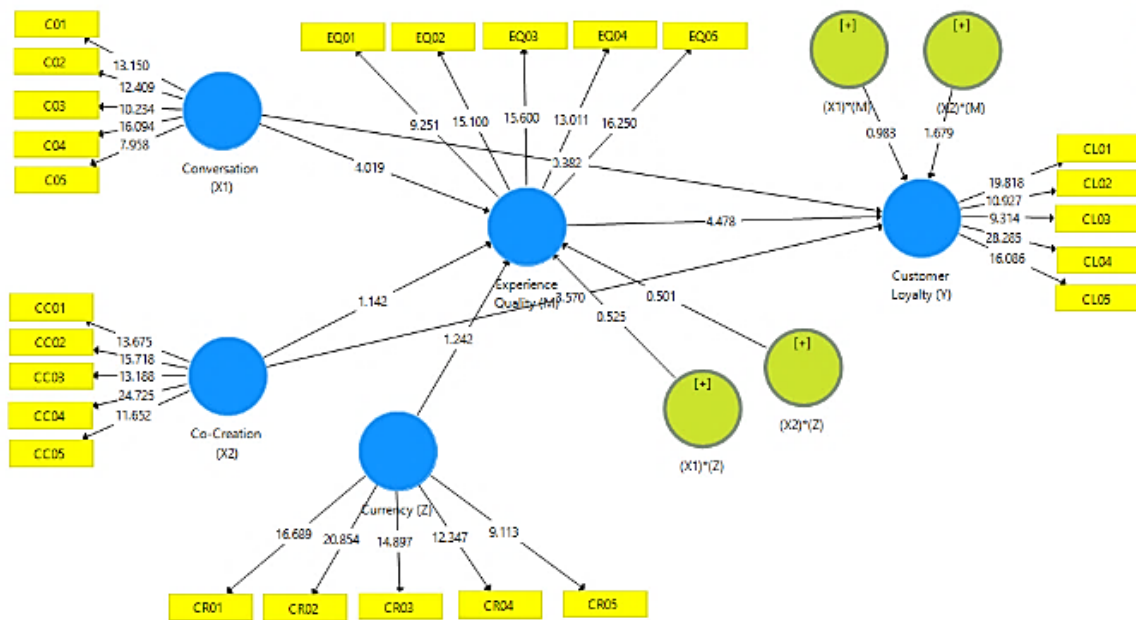 C01
C02
C03
C04
C05
13.150
12.409
10.234
16.094
7.958
Conversation
(X1)
EQ01
EQ02
EQ03
EQ04
EQ05
9.251
15.100
15.600
13.011
16.250
[+]
(X1)*(M)
0.983
[+]
(X2)*(M)
1.679
4.019
0.382
4.478
Experience
Quality (M)
CL01
CL02
CL03
CL04
CL05
19.818
10.927
9.314
28.285
16.086
Customer
Loyalty (Y)
CC01
CC02
CC03
CC04
CC05
13.675
15.718
13.188
24.725
11.652
Co-Creation
(X2)
1.142
3.570
1.242
0.525
0.501
[+]
(X1)*(Z)
[+]
(X2)*(Z)
Currency (Z)
16.689
20.854
14.897
12.347
9.113
CR01
CR02
CR03
CR04
CR05